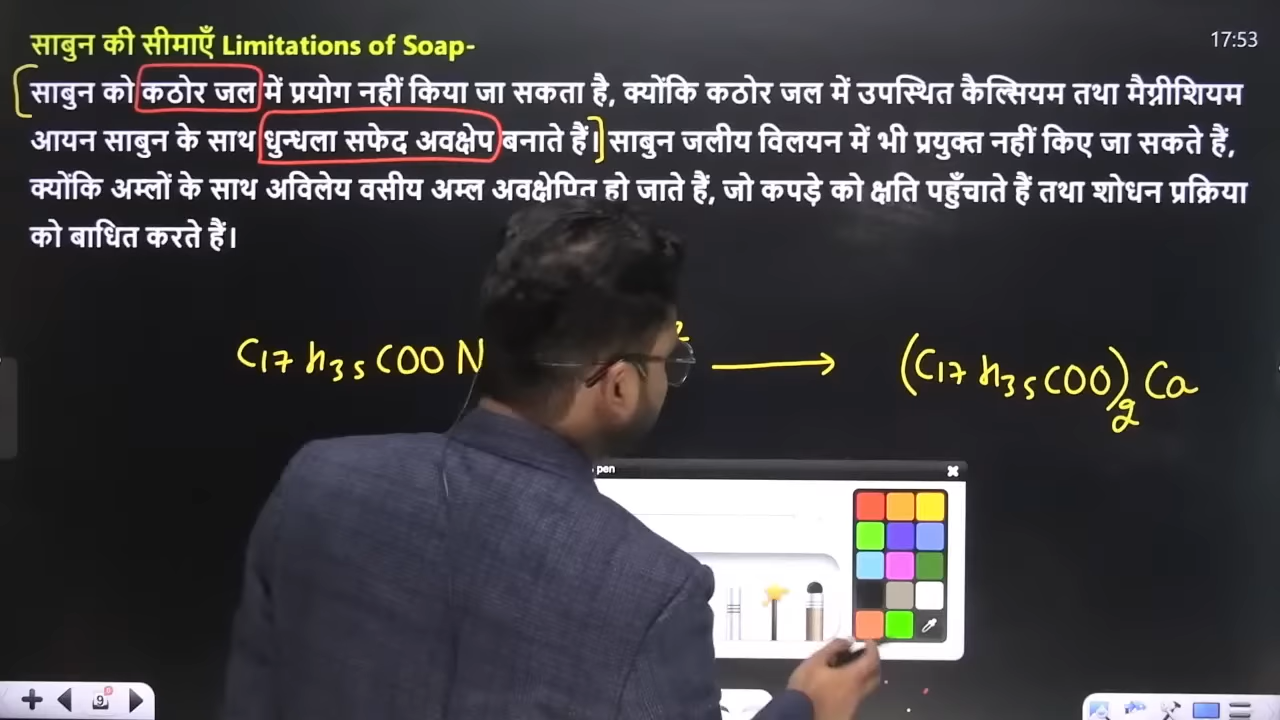 साबुन की सीमाएँ Limitations of Soap-
17:53
साबुन को कठोर जल में प्रयोग नहीं किया जा सकता है, क्योंकि कठोर जल में उपस्थित कैल्सियम तथा मैग्नीशियम
आयन साबुन के साथ धुन्धला सफेद अवक्षेप बनाते हैं। साबुन जलीय विलयन में भी प्रयुक्त नहीं किए जा सकते हैं,
क्योंकि अम्लों के साथ अविलेय वसीय अम्ल अवक्षेपित हो जाते हैं, जो कपड़े को क्षति पहुँचाते हैं तथा शोधन प्रक्रिया
को बाधित करते हैं।
C17H35COON 2 → (C17H35COO)2Ca
pen
9